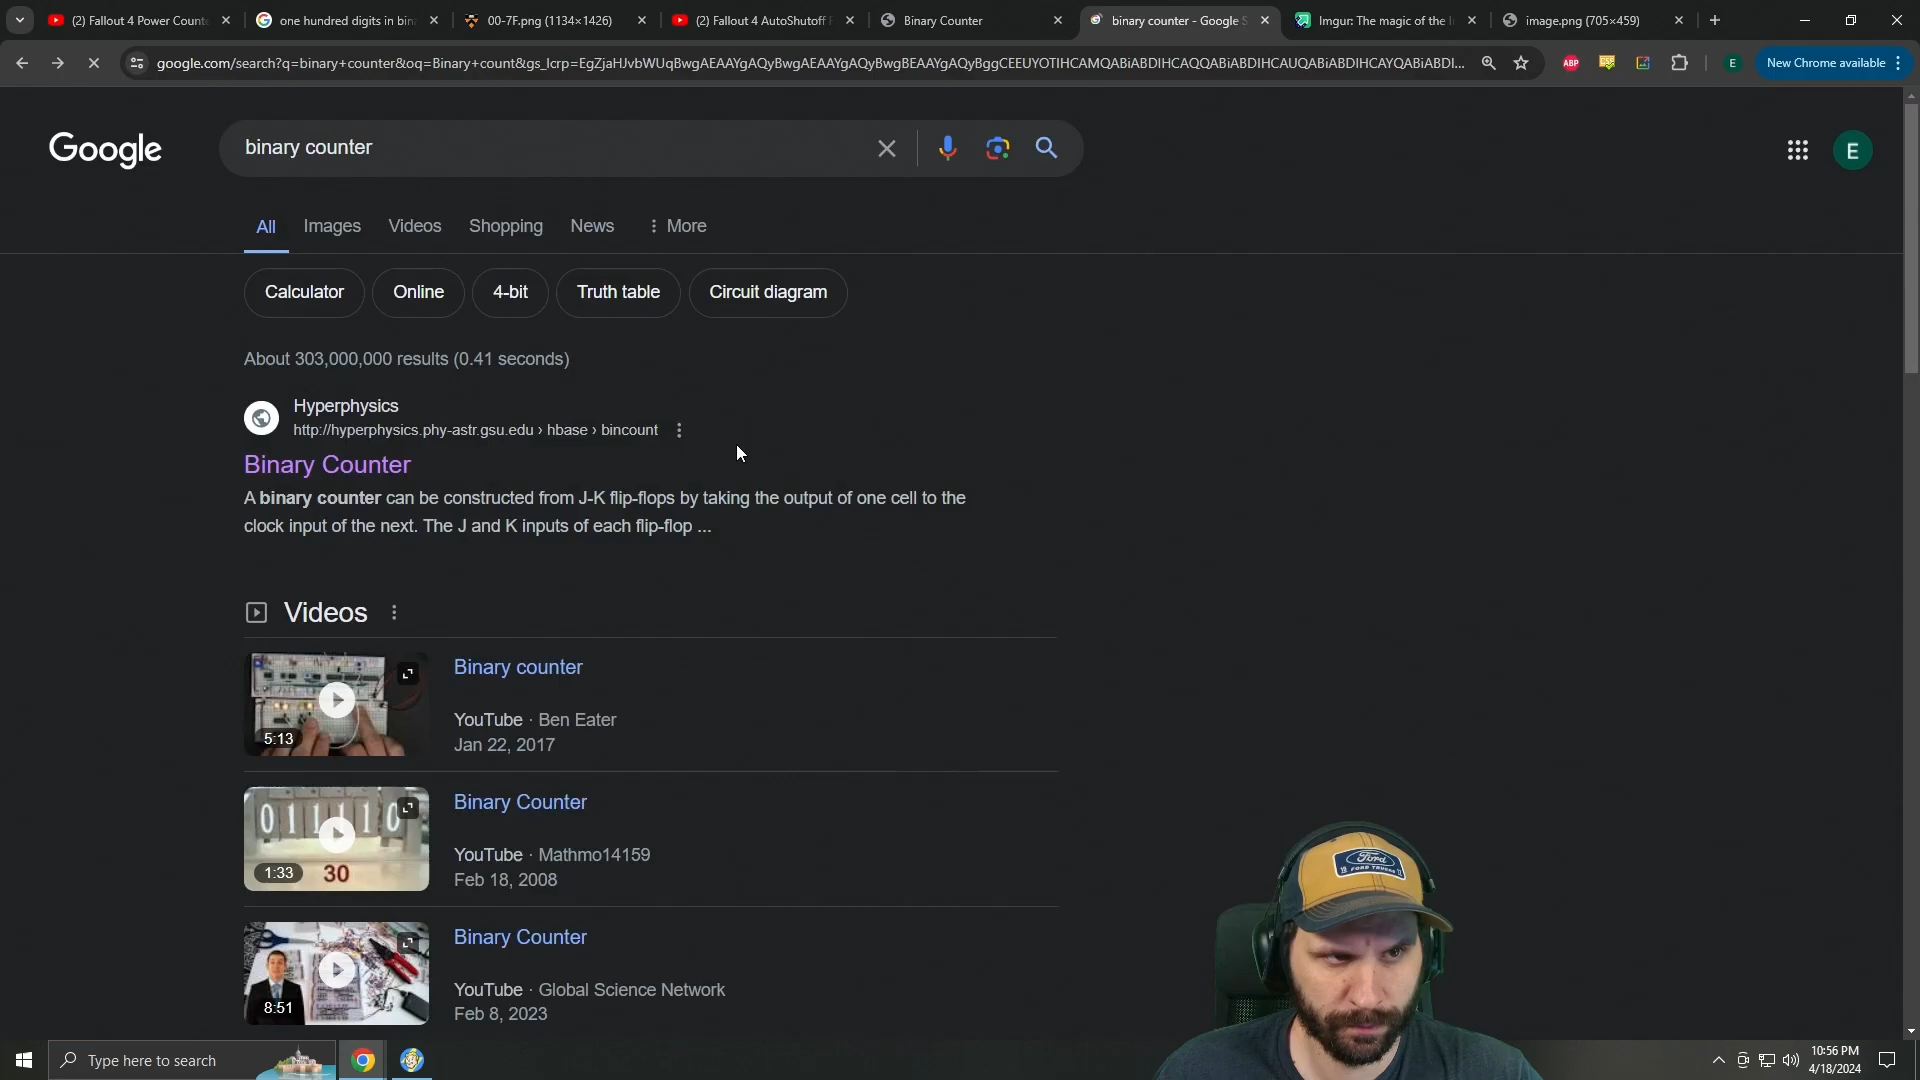 (2) Fallout 4 Power Count
one hundred digits in bin
00-7F.png (1134×1426)
(2) Fallout 4 AutoShutoff
Binary Counter
binary counter - Google S
Imgur: The magic of the I
image.png (705×459)
google.com/search?q=binary+counter&oq=Binary+count&gs_lcrp=EgZjaHJvbWUqBwgAEAAYgAQyBwgAEAAYgAQyBwgBEAAYgAQyBggCEEUYOTIHCAMQABiABDIHCAQQABiABDIHCAUQABiABDIHCAYQABiABDI...
ABP
E
New Chrome available
Google
binary counter
E
All
Images
Videos
Shopping
News
More
Calculator
Online
4-bit
Truth table
Circuit diagram
About 303,000,000 results (0.41 seconds)
Hyperphysics
http://hyperphysics.phy-astr.gsu.edu › hbase › bincount
Binary Counter
A binary counter can be constructed from J-K flip-flops by taking the output of one cell to the
clock input of the next. The J and K inputs of each flip-flop ...
Videos
Binary counter
YouTube · Ben Eater
Jan 22, 2017
5:13
Binary Counter
011110
YouTube · Mathmo14159
Feb 18, 2008
1:33
30
Binary Counter
YouTube · Global Science Network
Feb 8, 2023
8:51
Ford
FORD TRUCKS
Type here to search
10:56 PM
4/18/2024